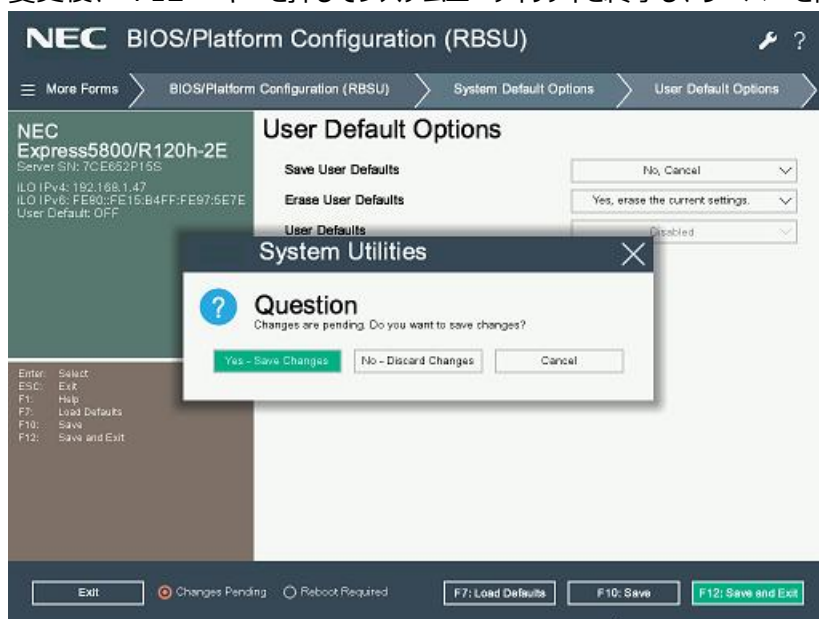 NEC BIOS/Platform Configuration (RBSU)
?
More Forms
BIOS/Platform Configuration (RBSU)
System Default Options
User Default Options
NEC
Express5800/R120h-2E
Server SN: 7CE652P15S
iLO IPv4: 192.168.1.47
iLO IPv6: FE80::FE15:B4FF:FE97:5E7E
User Default: OFF
User Default Options
Save User Defaults
No, Cancel
Erase User Defaults
Yes, erase the current settings.
User Defaults
Disabled
System Utilities
?
Question
Changes are pending. Do you want to save changes?
Yes - Save Changes
No - Discard Changes
Cancel
Enter: Select
ESC: Exit
F1: Help
F7: Load Defaults
F10: Save
F12: Save and Exit
Exit
Changes Pending
Reboot Required
F7: Load Defaults
F10: Save
F12: Save and Exit